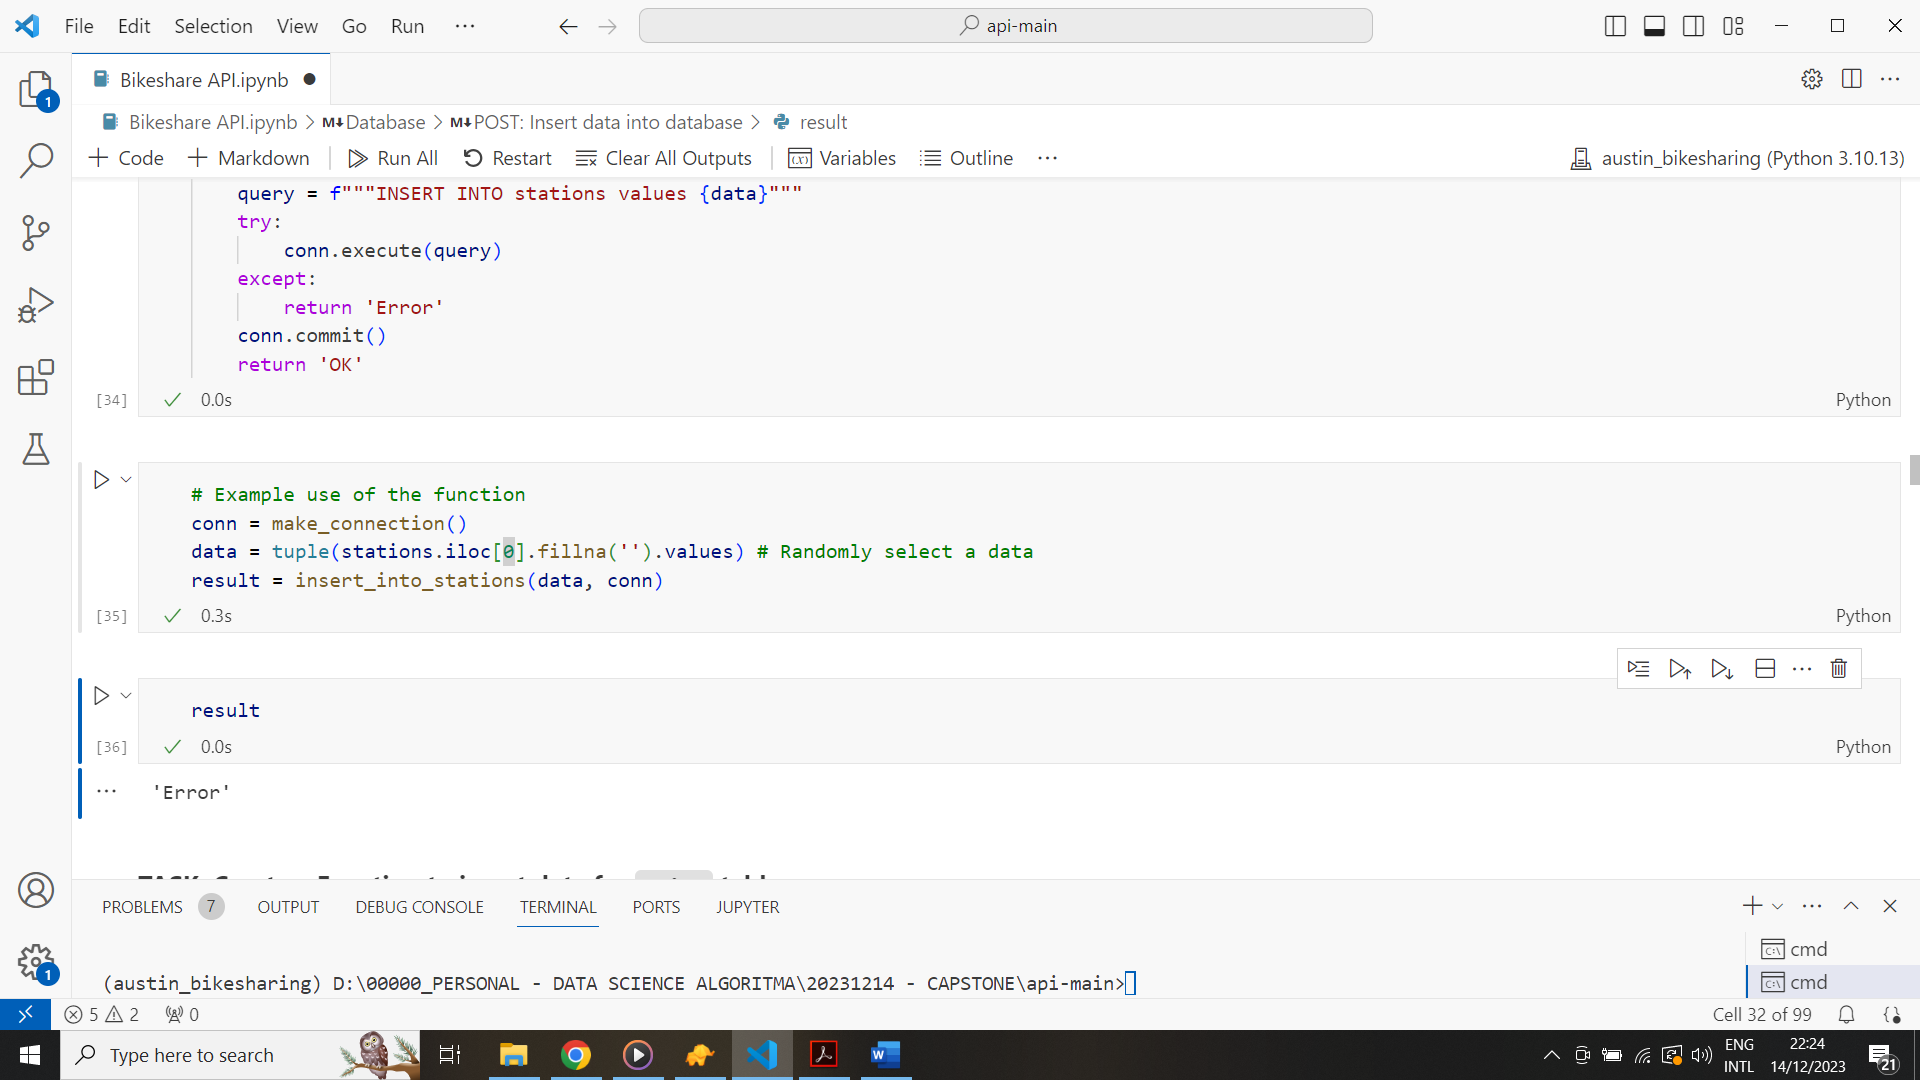 File Edit Selection View Go Run ···
api-main
Bikeshare API.ipynb
Bikeshare API.ipynb > M↓Database > M↓POST: Insert data into database > result
Code Markdown Run All Restart Clear All Outputs Variables Outline ···
austin_bikesharing (Python 3.10.13)
query = f"""INSERT INTO stations values {data}"""
try:
conn.execute(query)
except:
return 'Error'
conn.commit()
return 'OK'
[34] 0.0s Python
# Example use of the function
conn = make_connection()
data = tuple(stations.iloc[0].fillna('').values) # Randomly select a data
result = insert_into_stations(data, conn)
[35] 0.3s Python
result
[36] 0.0s Python
'Error'
PROBLEMS 7 OUTPUT DEBUG CONSOLE TERMINAL PORTS JUPYTER
cmd
(austin_bikesharing) D:\00000_PERSONAL - DATA SCIENCE ALGORITMA\20231214 - CAPSTONE\api-main>
cmd
5 2 0
Cell 32 of 99
1
1
Type here to search
ENG
INTL
22:24
14/12/2023
21